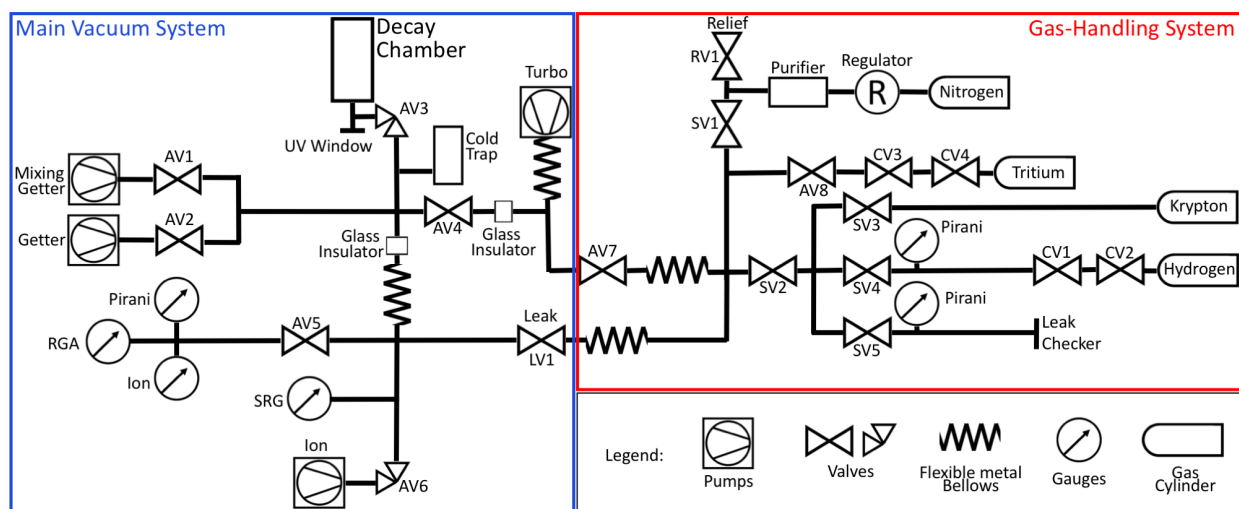 Main Vacuum System
Decay
Chamber
Turbo
AV3
UV Window
Cold
Trap
Mixing
Getter
AV1
Getter
AV2
AV4
Glass
Insulator
Glass
Insulator
Pirani
RGA
Ion
AV5
Leak
LV1
SRG
Ion
AV6
Gas-Handling System
Relief
RV1
Purifier
Regulator
R
Nitrogen
SV1
AV8
CV3
CV4
Tritium
SV3
Krypton
Pirani
AV7
SV2
SV4
CV1
CV2
Hydrogen
Pirani
SV5
Leak
Checker
Legend:
Pumps
Valves
Flexible metal
Bellows
Gauges
Gas
Cylinder